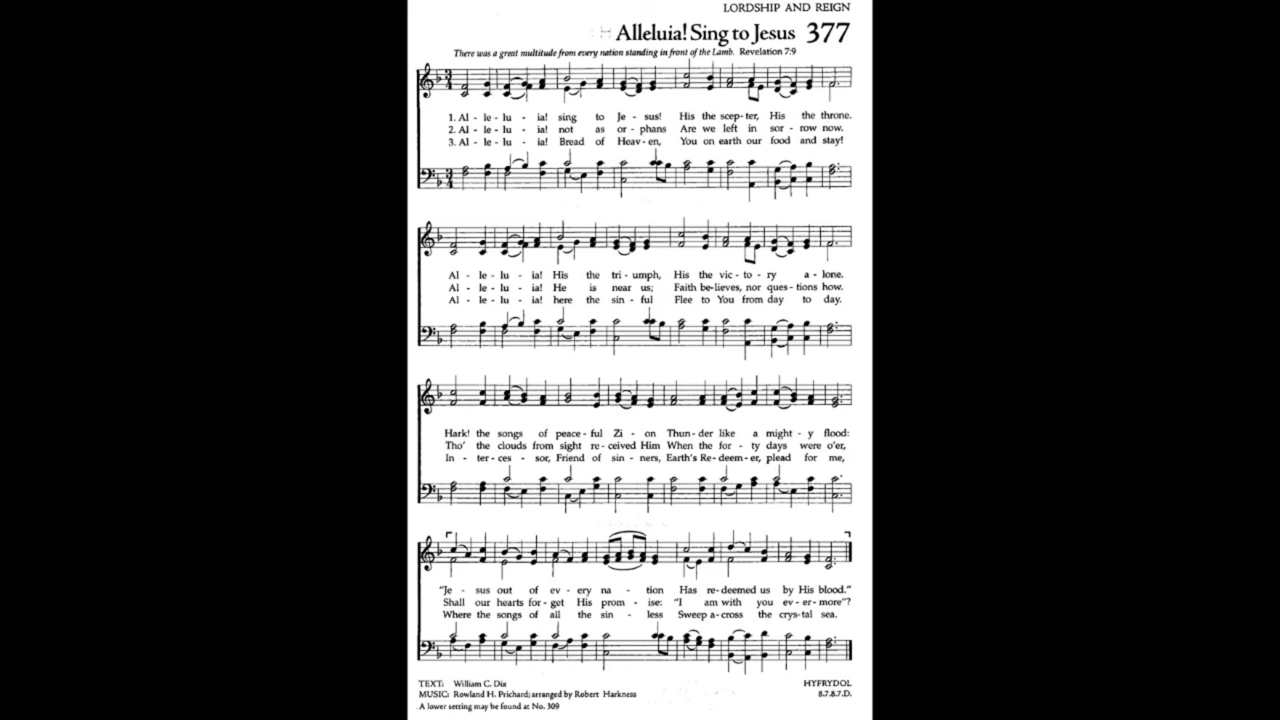 LORDSHIP AND REIGN
Alleluia! Sing to Jesus 377
There was a great multitude from every nation standing in front of the Lamb. Revelation 7:9
1. Al - le - lu - ia! sing to Je - sus! His the scep - ter, His the throne.
2. Al - le - lu - ia! not as or - phans Are we left in sor - row now.
3. Al - le - lu - ia! Bread of Heav - en, You on earth our food and stay!
Al - le - lu - ia! His the tri - umph, His the vic - to - ry a - lone.
Al - le - lu - ia! He is near us; Faith be - lieves, nor ques - tions how.
Al - le - lu - ia! here the sin - ful Flee to You from day to day.
Hark! the songs of peace - ful Zi - on Thun - der like a might - y flood:
Tho' the clouds from sight re - ceived Him When the for - ty days were o'er,
In - ter - ces - sor, Friend of sin - ners, Earth's Re - deem - er, plead for me,
"Je - sus out of ev - ery na - tion Has re - deemed us by His blood."
Shall our hearts for - get His prom - ise: "I am with you ev - er - more"?
Where the songs of all the sin - less Sweep a - cross the crys - tal sea.
TEXT: William C. Dix HYFRYDOL
MUSIC: Rowland H. Prichard; arranged by Robert Harkness 8.7.8.7.D.
A lower setting may be found at No. 309